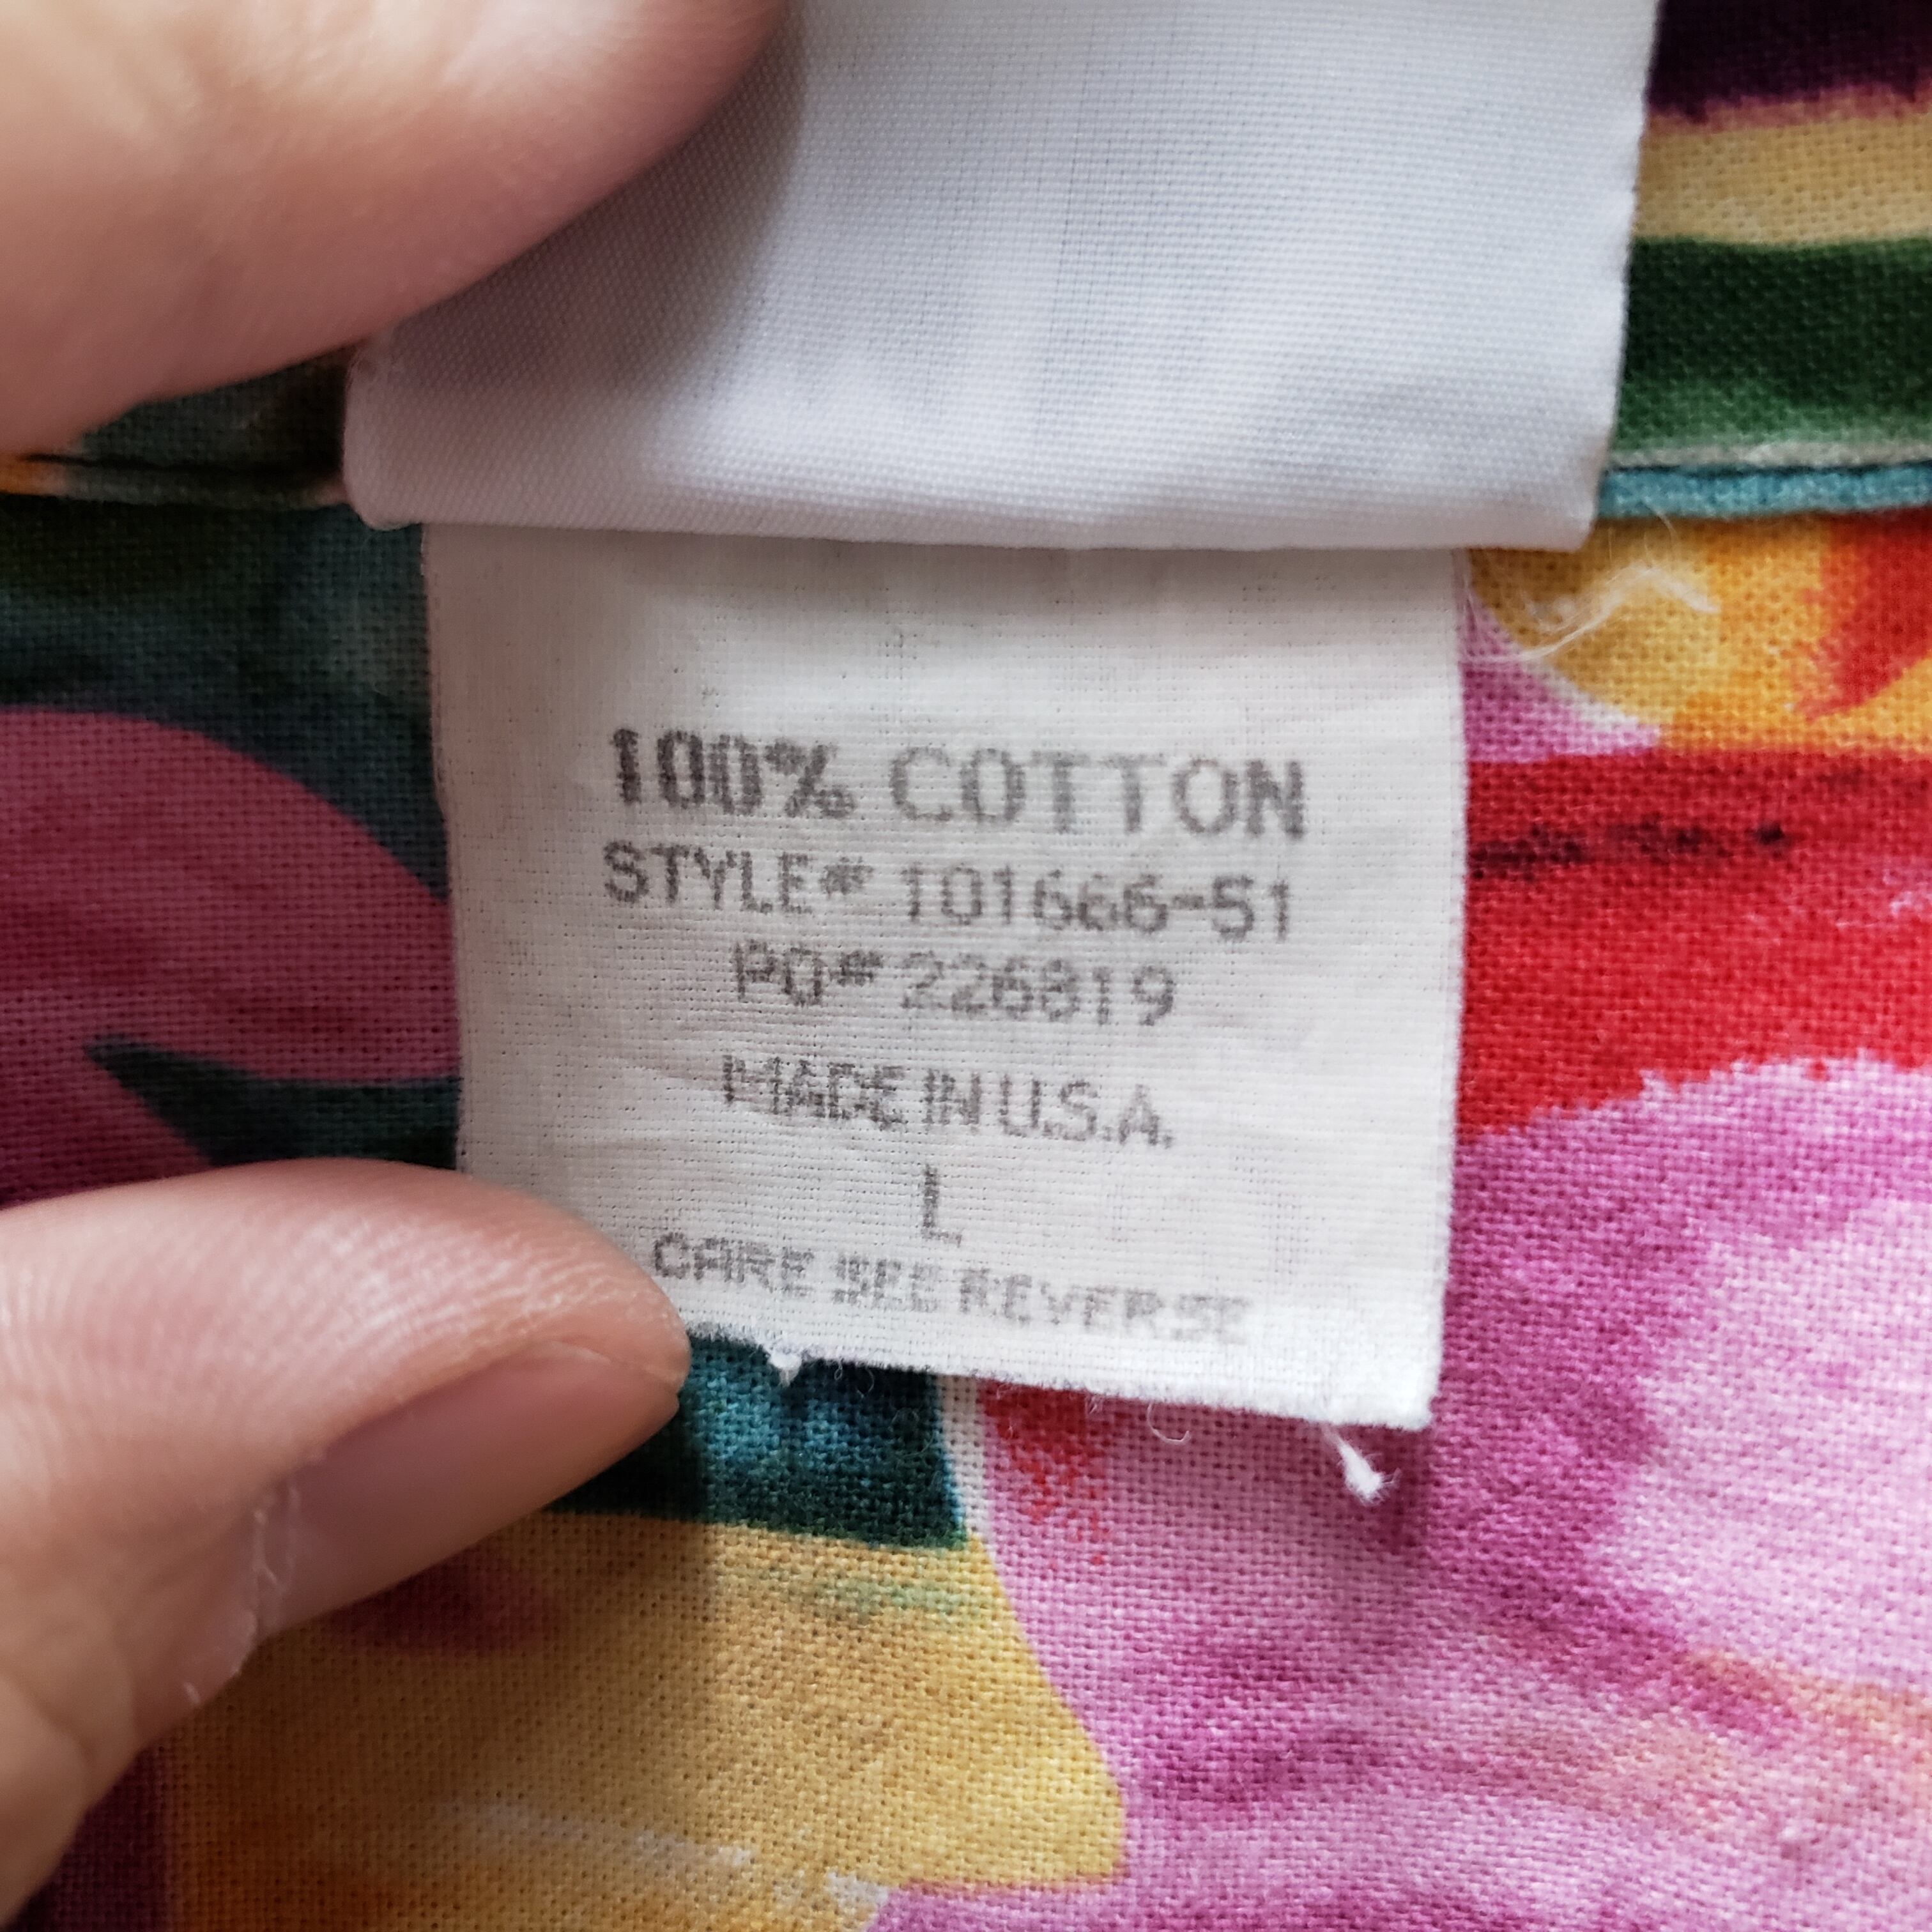 100% COTTON
STYLE# 101666-51
PO# 226819
MADE IN U.S.A.
L
CARE SEE REVERSE